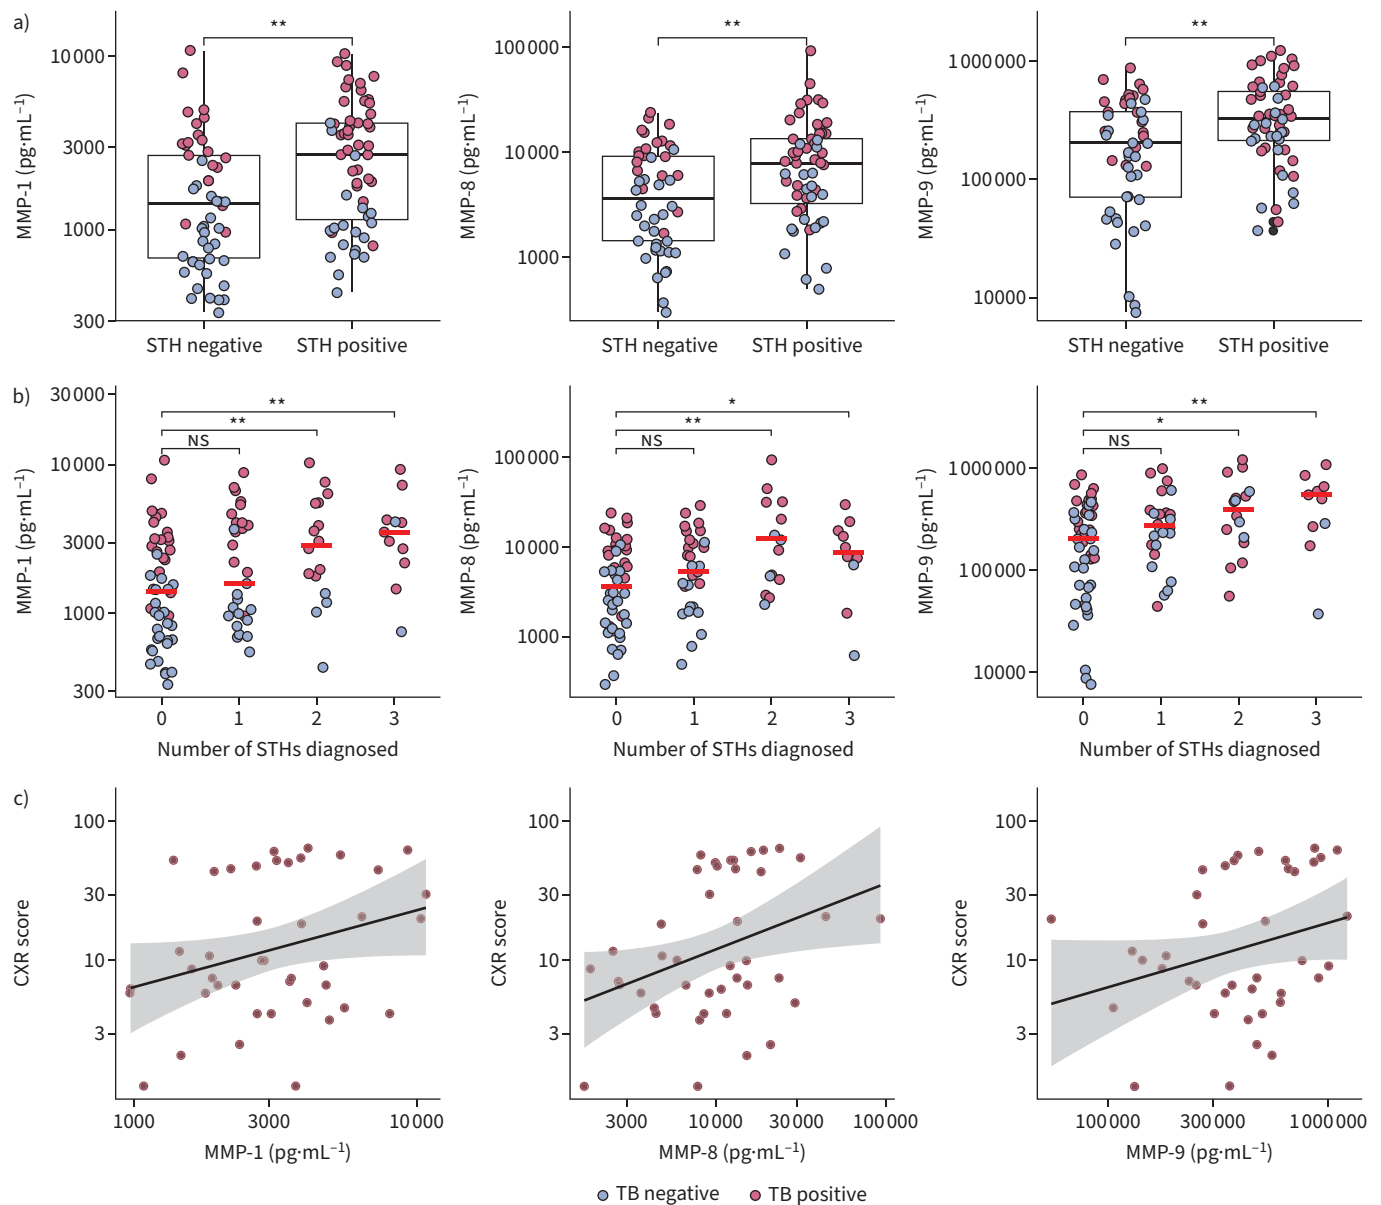 a)
**
10000
3000
1000
300
MMP-1 (pg·mL⁻¹)
STH negative
STH positive
**
100000
10000
1000
MMP-8 (pg·mL⁻¹)
STH negative
STH positive
**
1000000
100000
10000
MMP-9 (pg·mL⁻¹)
STH negative
STH positive
b)
30000
10000
3000
1000
300
MMP-1 (pg·mL⁻¹)
**
**
NS
0 1 2 3
Number of STHs diagnosed
100000
10000
1000
MMP-8 (pg·mL⁻¹)
*
**
NS
0 1 2 3
Number of STHs diagnosed
1000000
100000
10000
MMP-9 (pg·mL⁻¹)
**
*
NS
0 1 2 3
Number of STHs diagnosed
c)
100
30
10
3
CXR score
1000 3000 10000
MMP-1 (pg·mL⁻¹)
100
30
10
3
CXR score
3000 10000 30000 100000
MMP-8 (pg·mL⁻¹)
100
30
10
3
CXR score
100000 300000 1000000
MMP-9 (pg·mL⁻¹)
TB negative TB positive